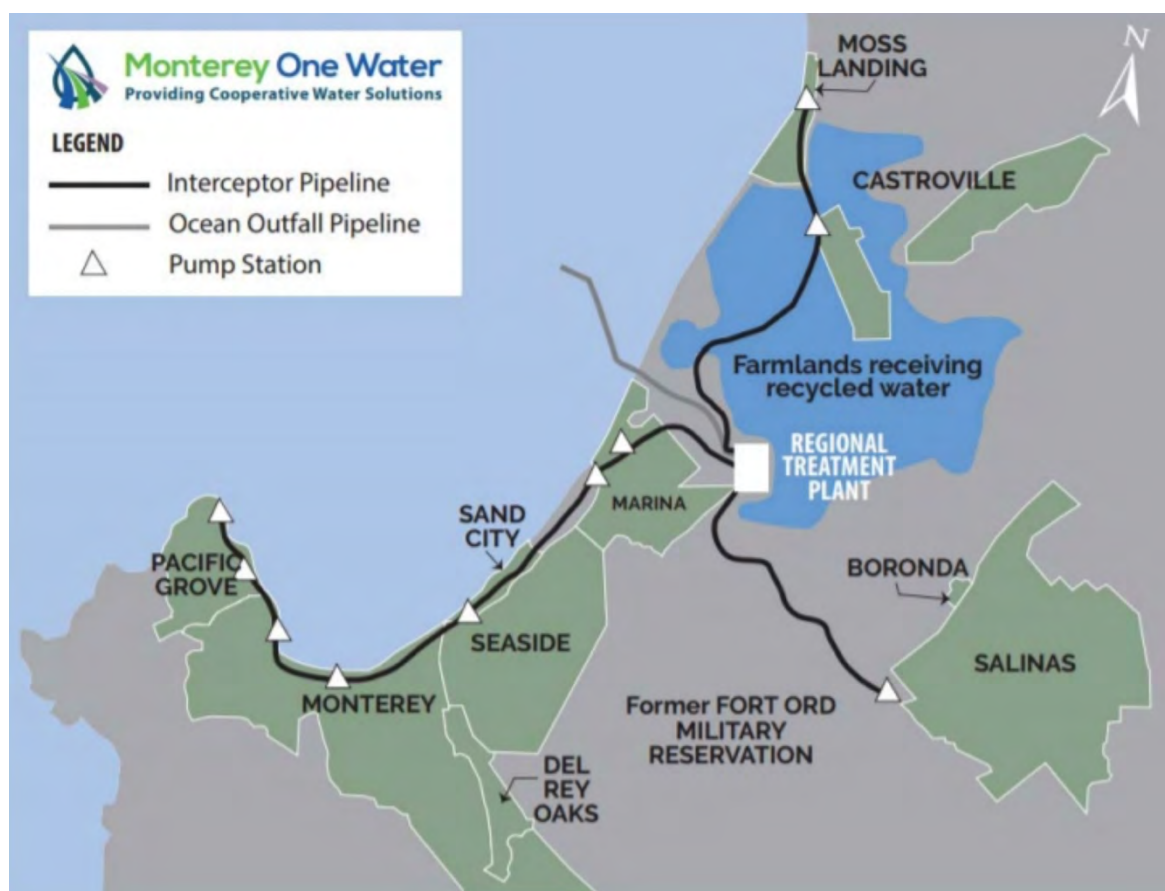 Monterey One Water
Providing Cooperative Water Solutions
LEGEND
Interceptor Pipeline
Ocean Outfall Pipeline
Pump Station
N
MOSS
LANDING
CASTROVILLE
Farmlands receiving
recycled water
REGIONAL
TREATMENT
PLANT
MARINA
SAND
CITY
PACIFIC
GROVE
BORONDA
SEASIDE
SALINAS
MONTEREY
Former FORT ORD
MILITARY
RESERVATION
DEL
REY
OAKS